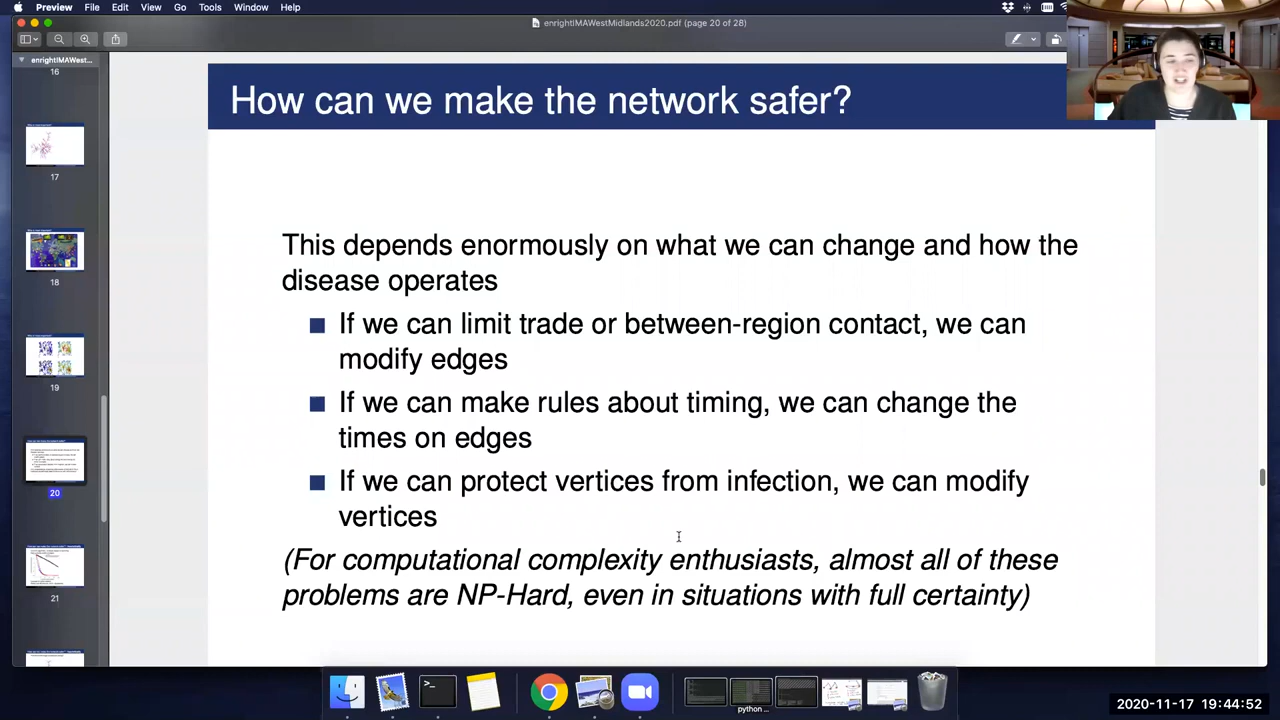 Preview File Edit View Go Tools Window Help
enrightIMAWestMidlands2020.pdf (page 20 of 28)
enrightIMAWest...
16
17
18
19
20
21
How can we make the network safer?
This depends enormously on what we can change and how the
disease operates
If we can limit trade or between-region contact, we can
modify edges
If we can make rules about timing, we can change the
times on edges
If we can protect vertices from infection, we can modify
vertices
(For computational complexity enthusiasts, almost all of these
problems are NP-Hard, even in situations with full certainty)
python ...
2020-11-17 19:44:52